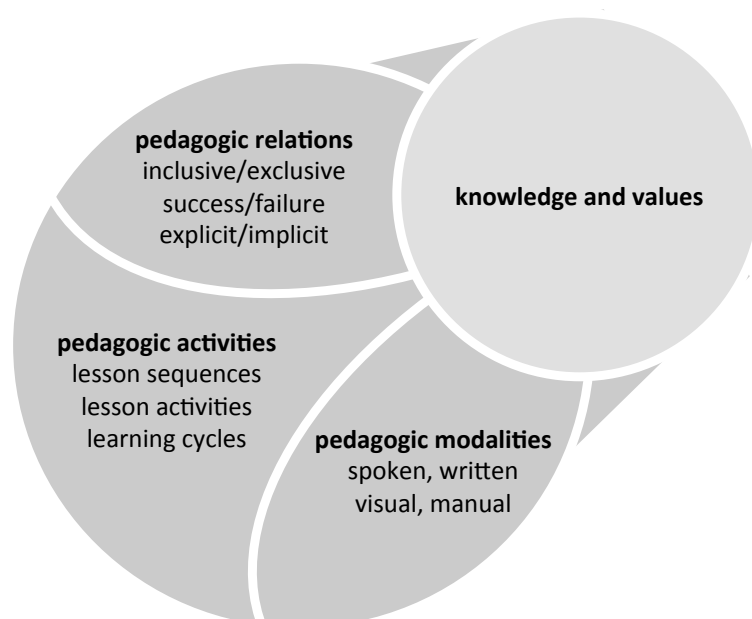 pedagogic relations
inclusive/exclusive
success/failure
explicit/implicit
knowledge and values
pedagogic activities
lesson sequences
lesson activities
learning cycles
pedagogic modalities
spoken, written
visual, manual